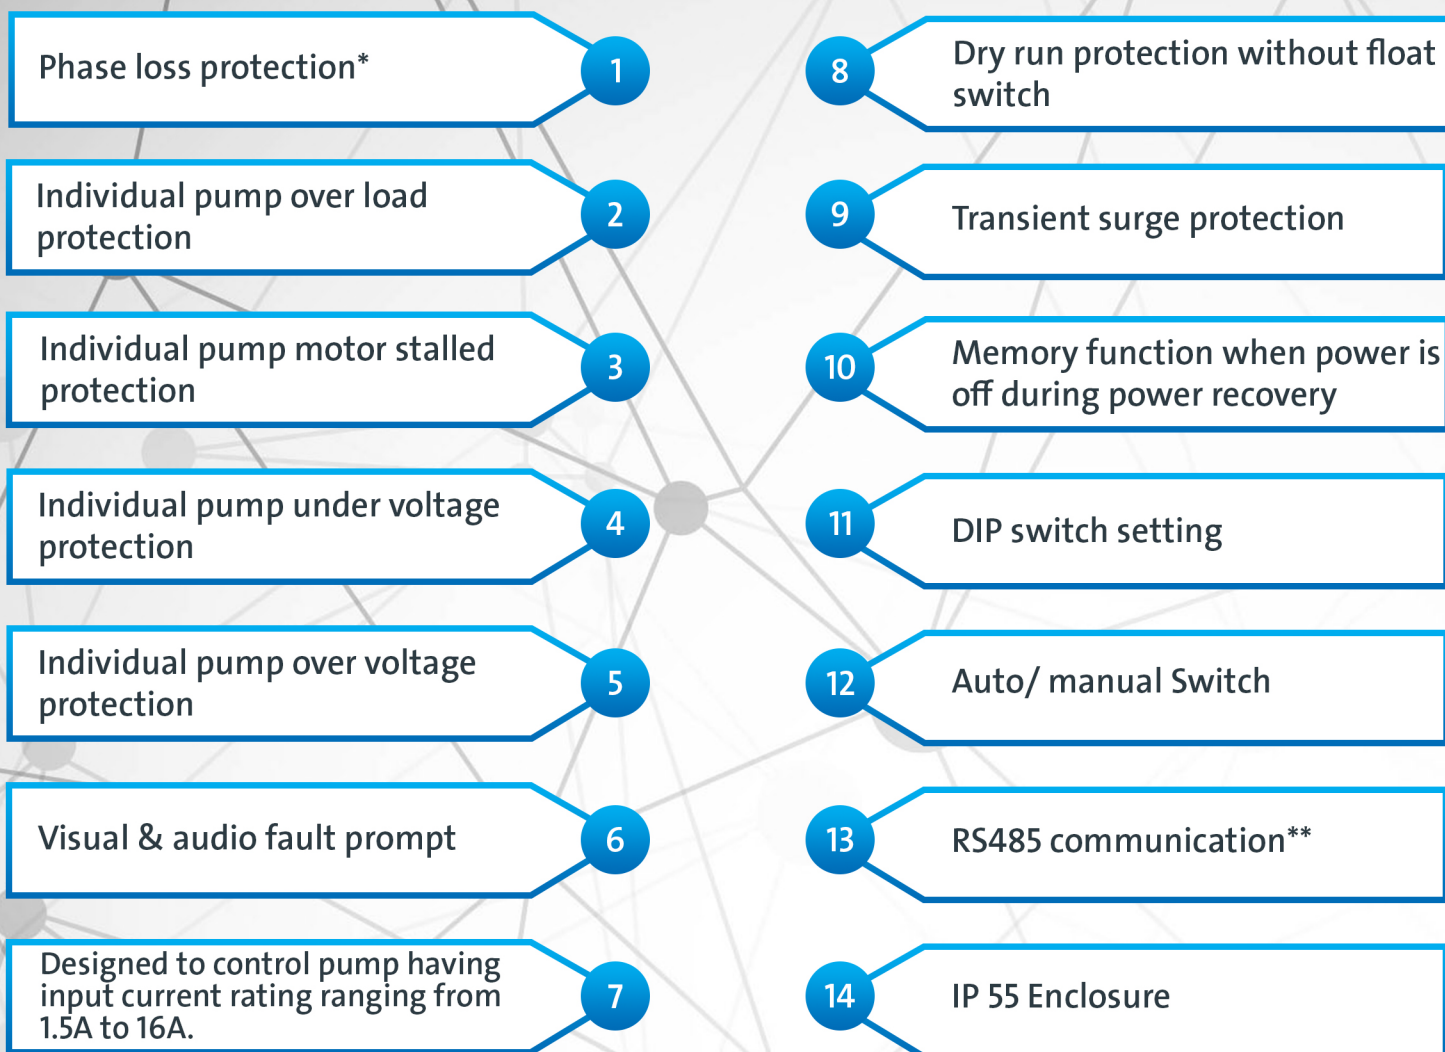 Phase loss protection*
1
Individual pump over load
protection
2
Individual pump motor stalled
protection
3
Individual pump under voltage
protection
4
Individual pump over voltage
protection
5
Visual & audio fault prompt
6
Designed to control pump having
input current rating ranging from
1.5A to 16A.
7
8
Dry run protection without float
switch
9
Transient surge protection
10
Memory function when power is
off during power recovery
11
DIP switch setting
12
Auto/ manual Switch
13
RS485 communication**
14
IP 55 Enclosure